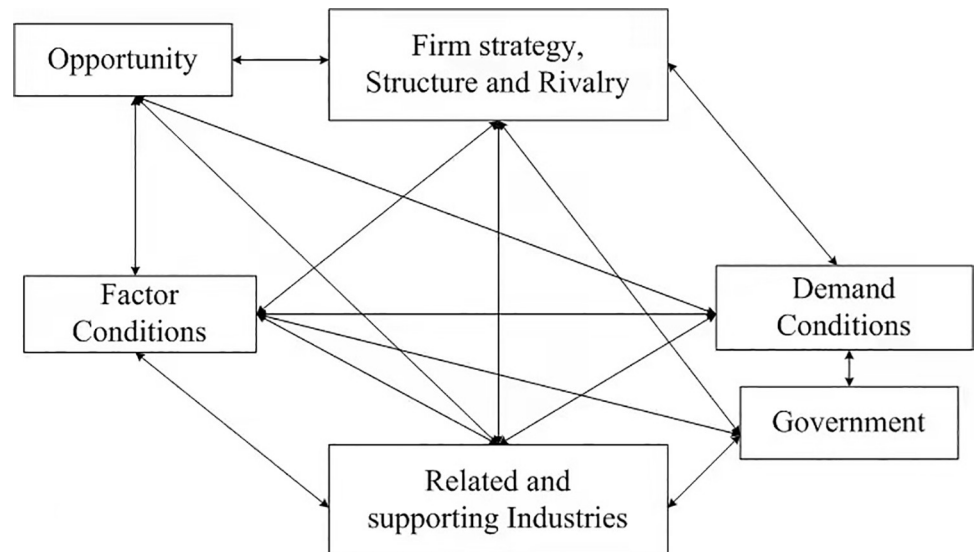 Opportunity
Firm strategy,
Structure and Rivalry
Factor
Conditions
Demand
Conditions
Government
Related and
supporting Industries